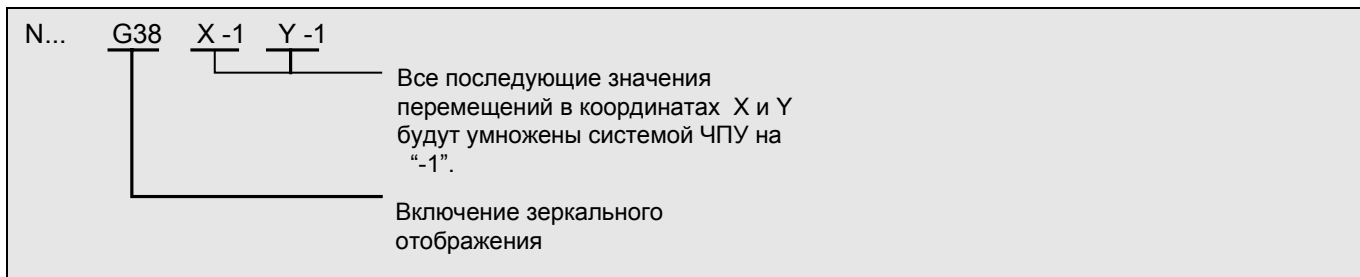 N... G38 X -1 Y -1
Все последующие значения
перемещений в координатах X и Y
будут умножены системой ЧПУ на
“-1”.
Включение зеркального
отображения